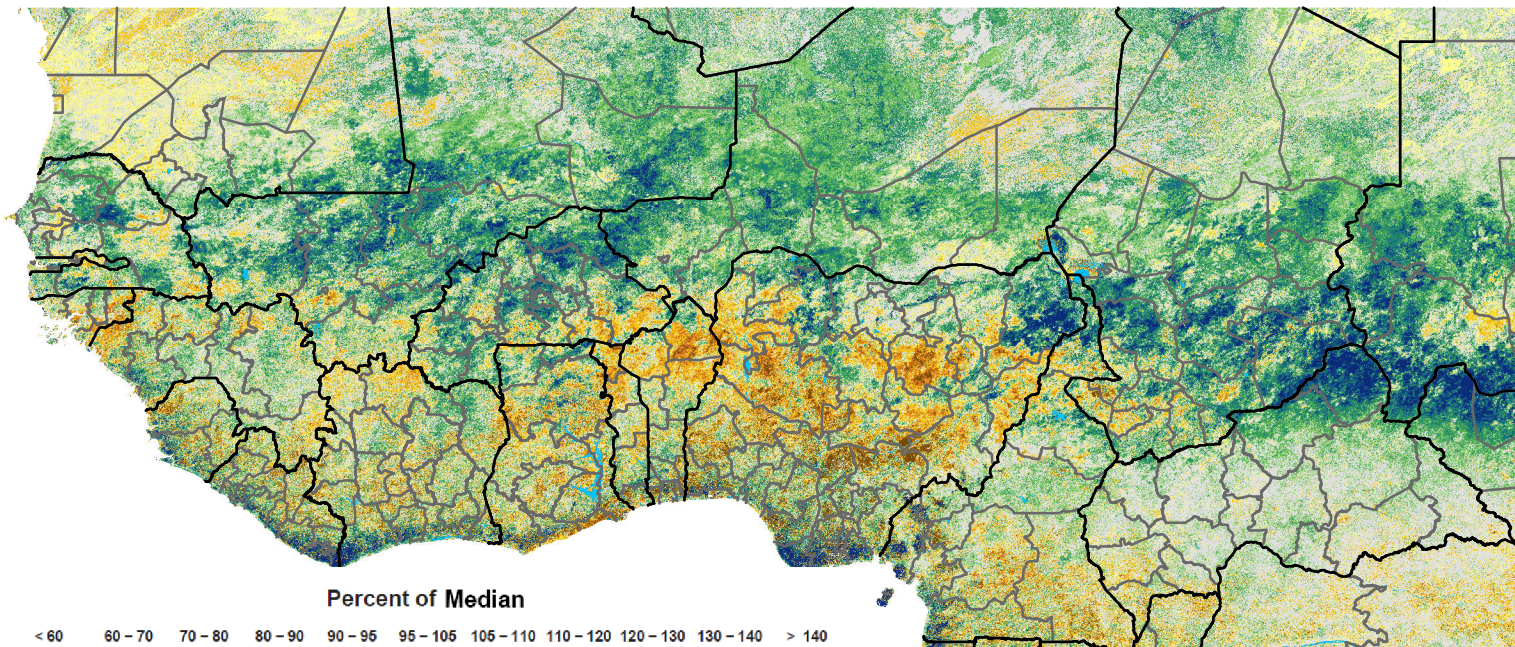 Percent of Median
< 60 60 – 70 70 – 80 80 – 90 90 – 95 95 – 105 105 – 110 110 – 120 120 – 130 130 – 140 > 140